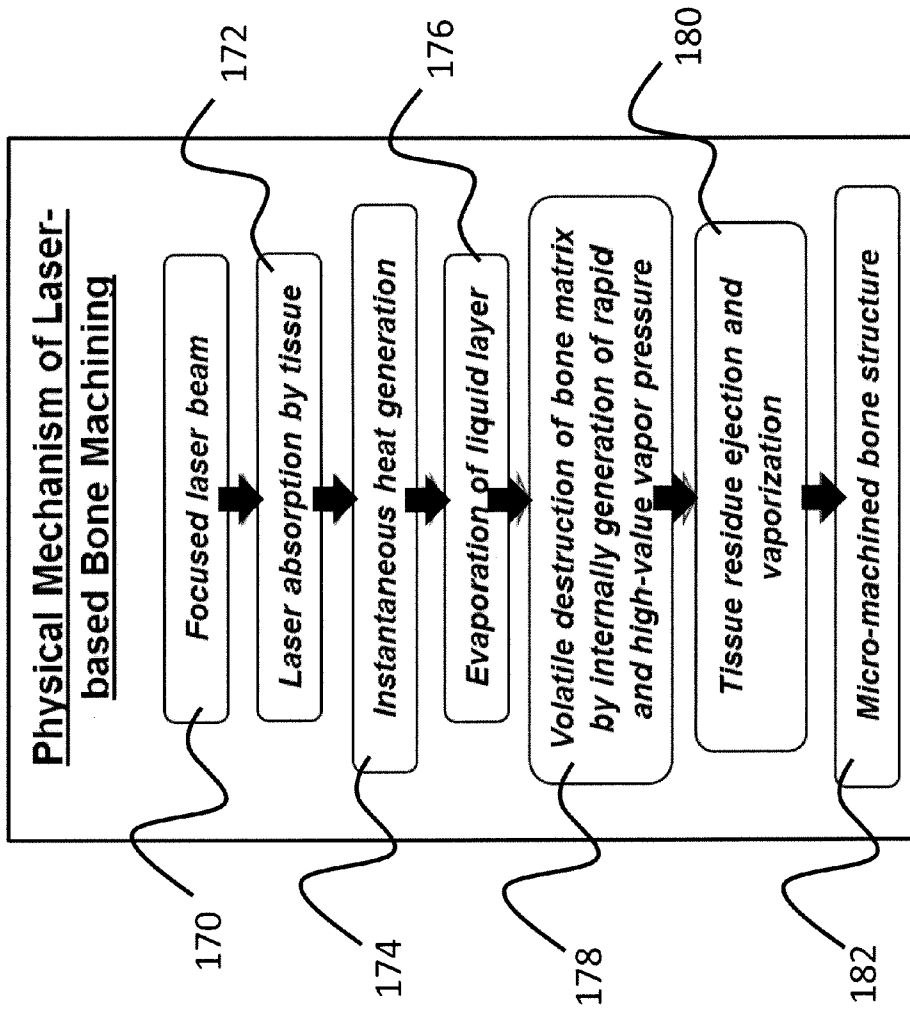 Physical Mechanism of Laser-
based Bone Machining
170
Focused laser beam
172
Laser absorption by tissue
174
Instantaneous heat generation
176
Evaporation of liquid layer
178
Volatile destruction of bone matrix
by internally generation of rapid
and high-value vapor pressure
180
Tissue residue ejection and
vaporization
182
Micro-machined bone structure